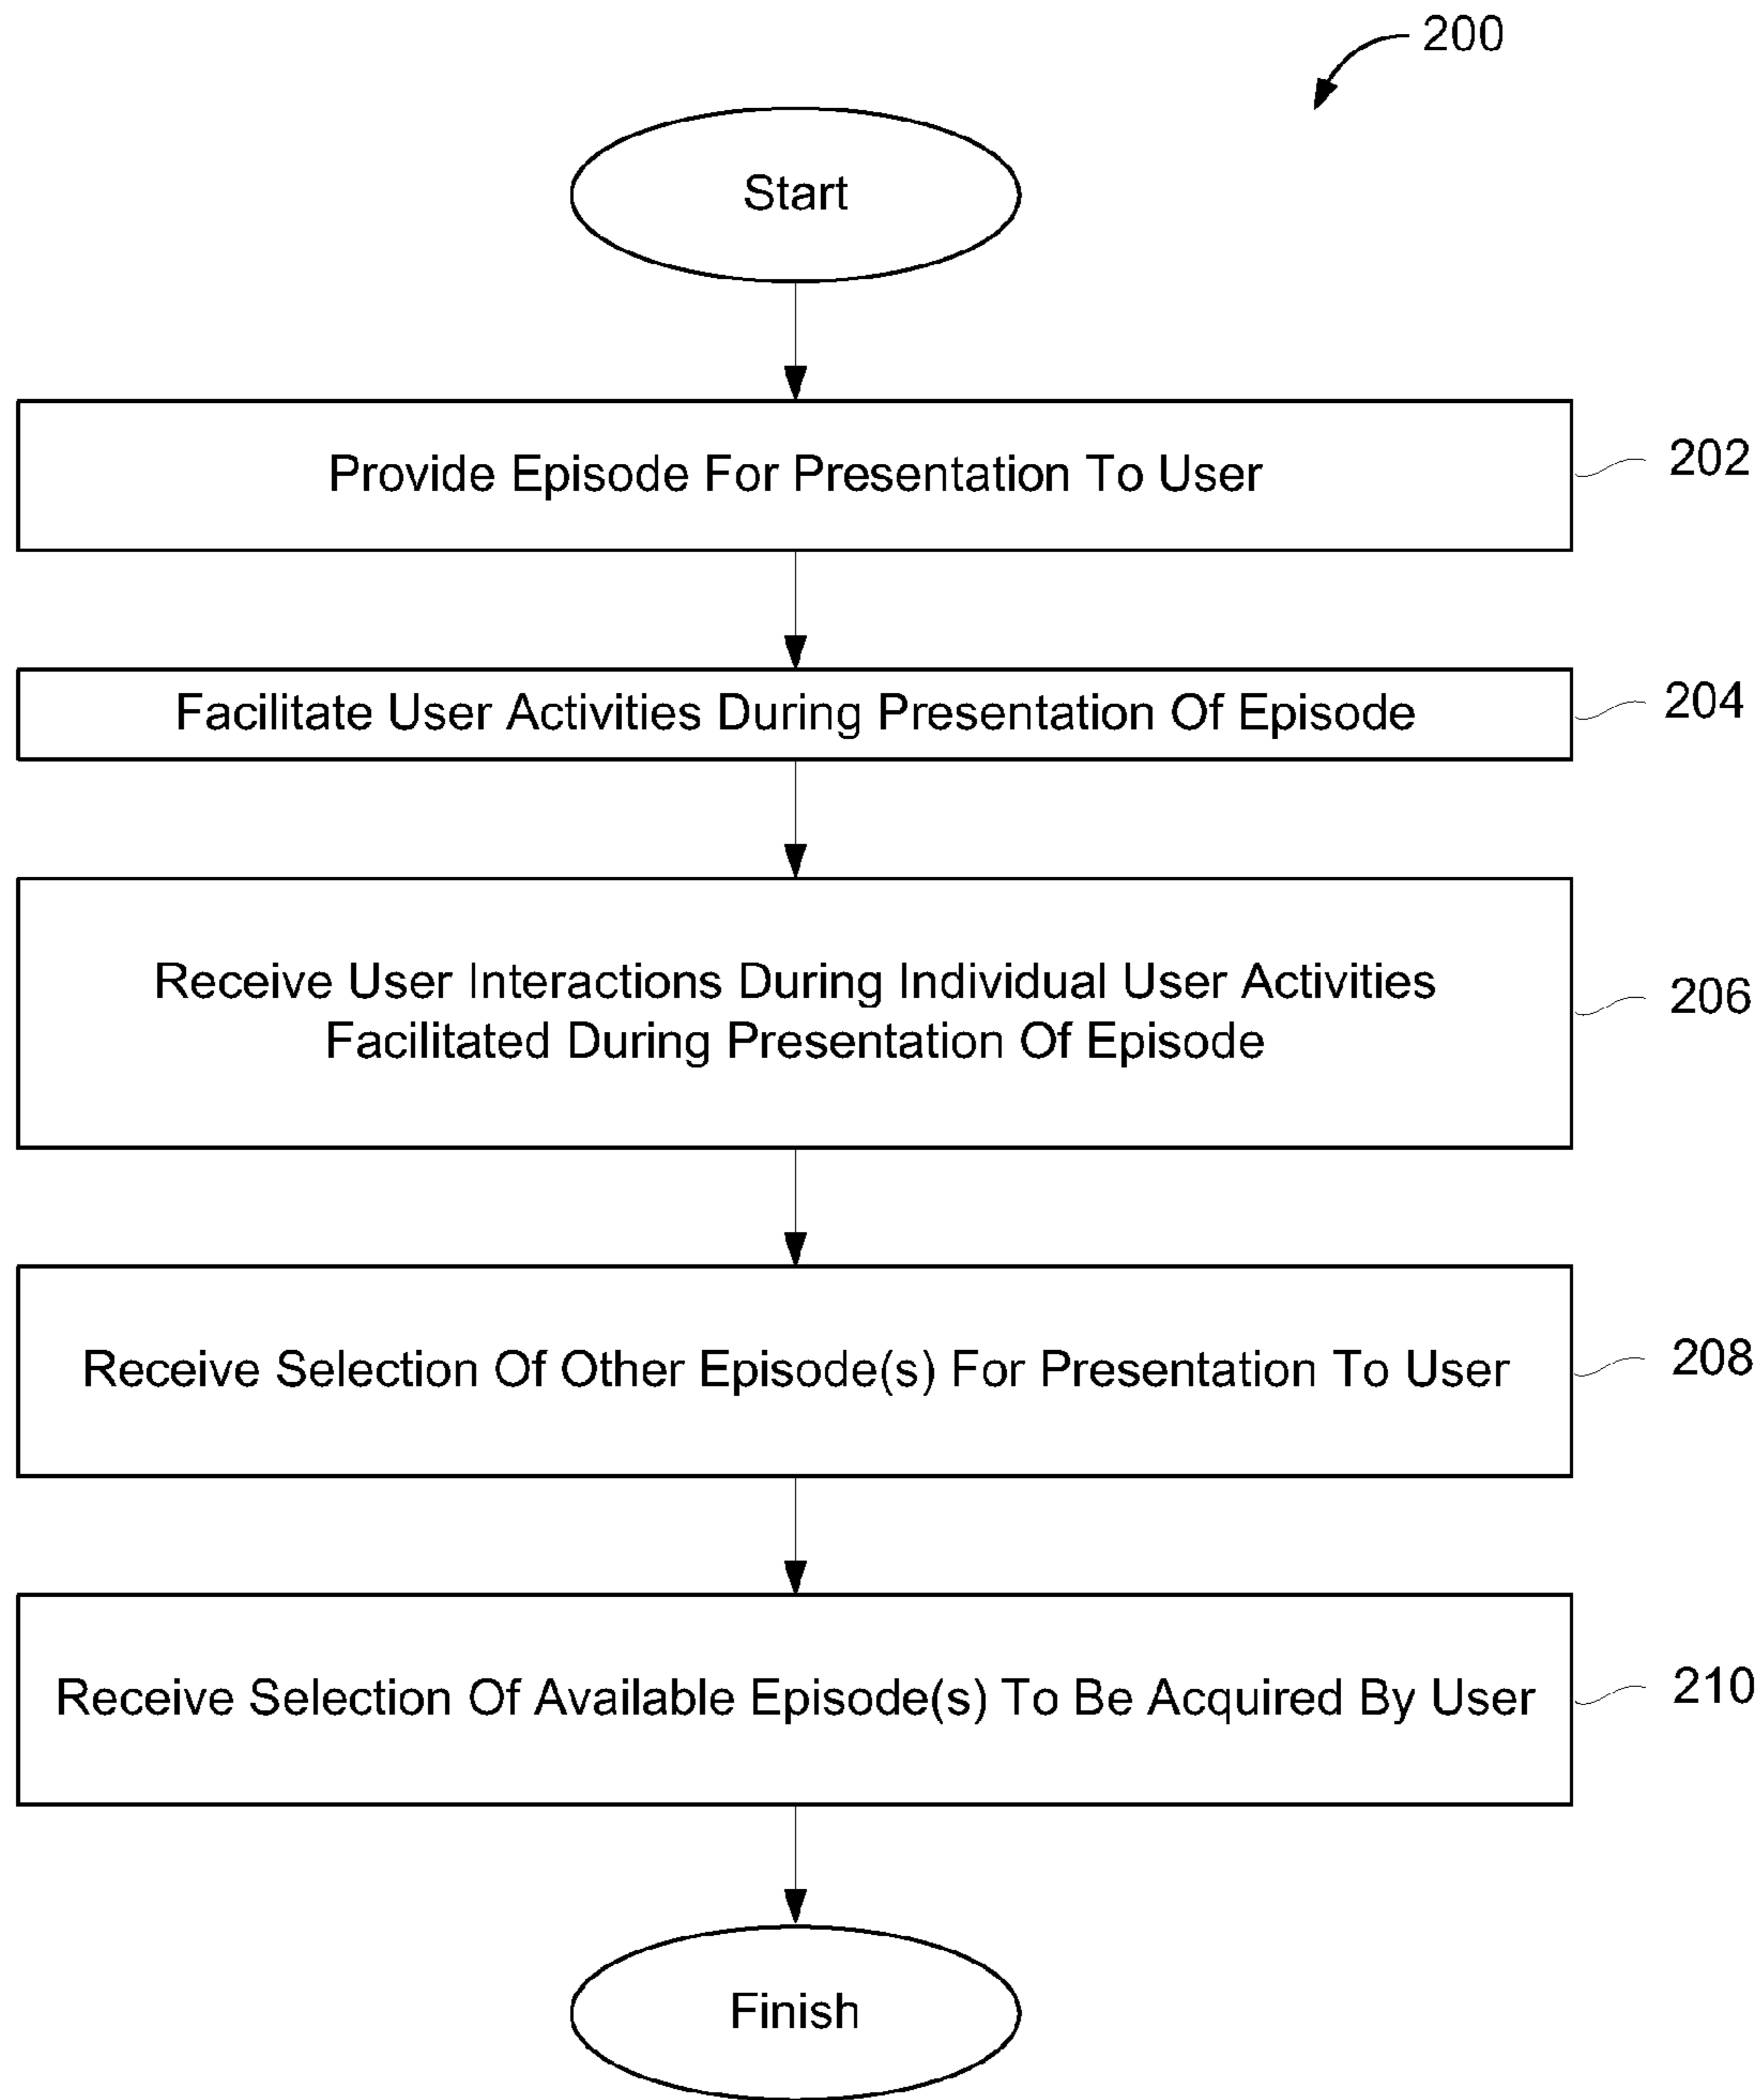 200
Start
Provide Episode For Presentation To User
202
Facilitate User Activities During Presentation Of Episode
204
Receive User Interactions During Individual User Activities
Facilitated During Presentation Of Episode
206
Receive Selection Of Other Episode(s) For Presentation To User
208
Receive Selection Of Available Episode(s) To Be Acquired By User
210
Finish